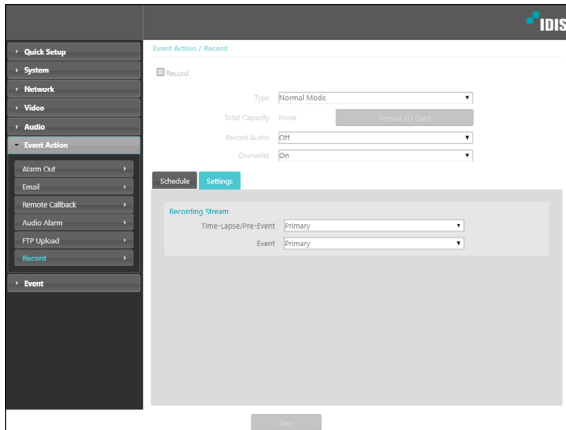 IDIS
Quick Setup
System
Network
Video
Audio
Event Action
Alarm Out
Email
Remote Callback
Audio Alarm
FTP Upload
Record
Event
Event Action / Record
Record
Type Normal Mode
Total Capacity None Format SD Card
Record Audio Off
Overwrite On
Schedule Settings
Recording Stream
Time-Lapse/Pre-Event Primary
Event Primary
Save